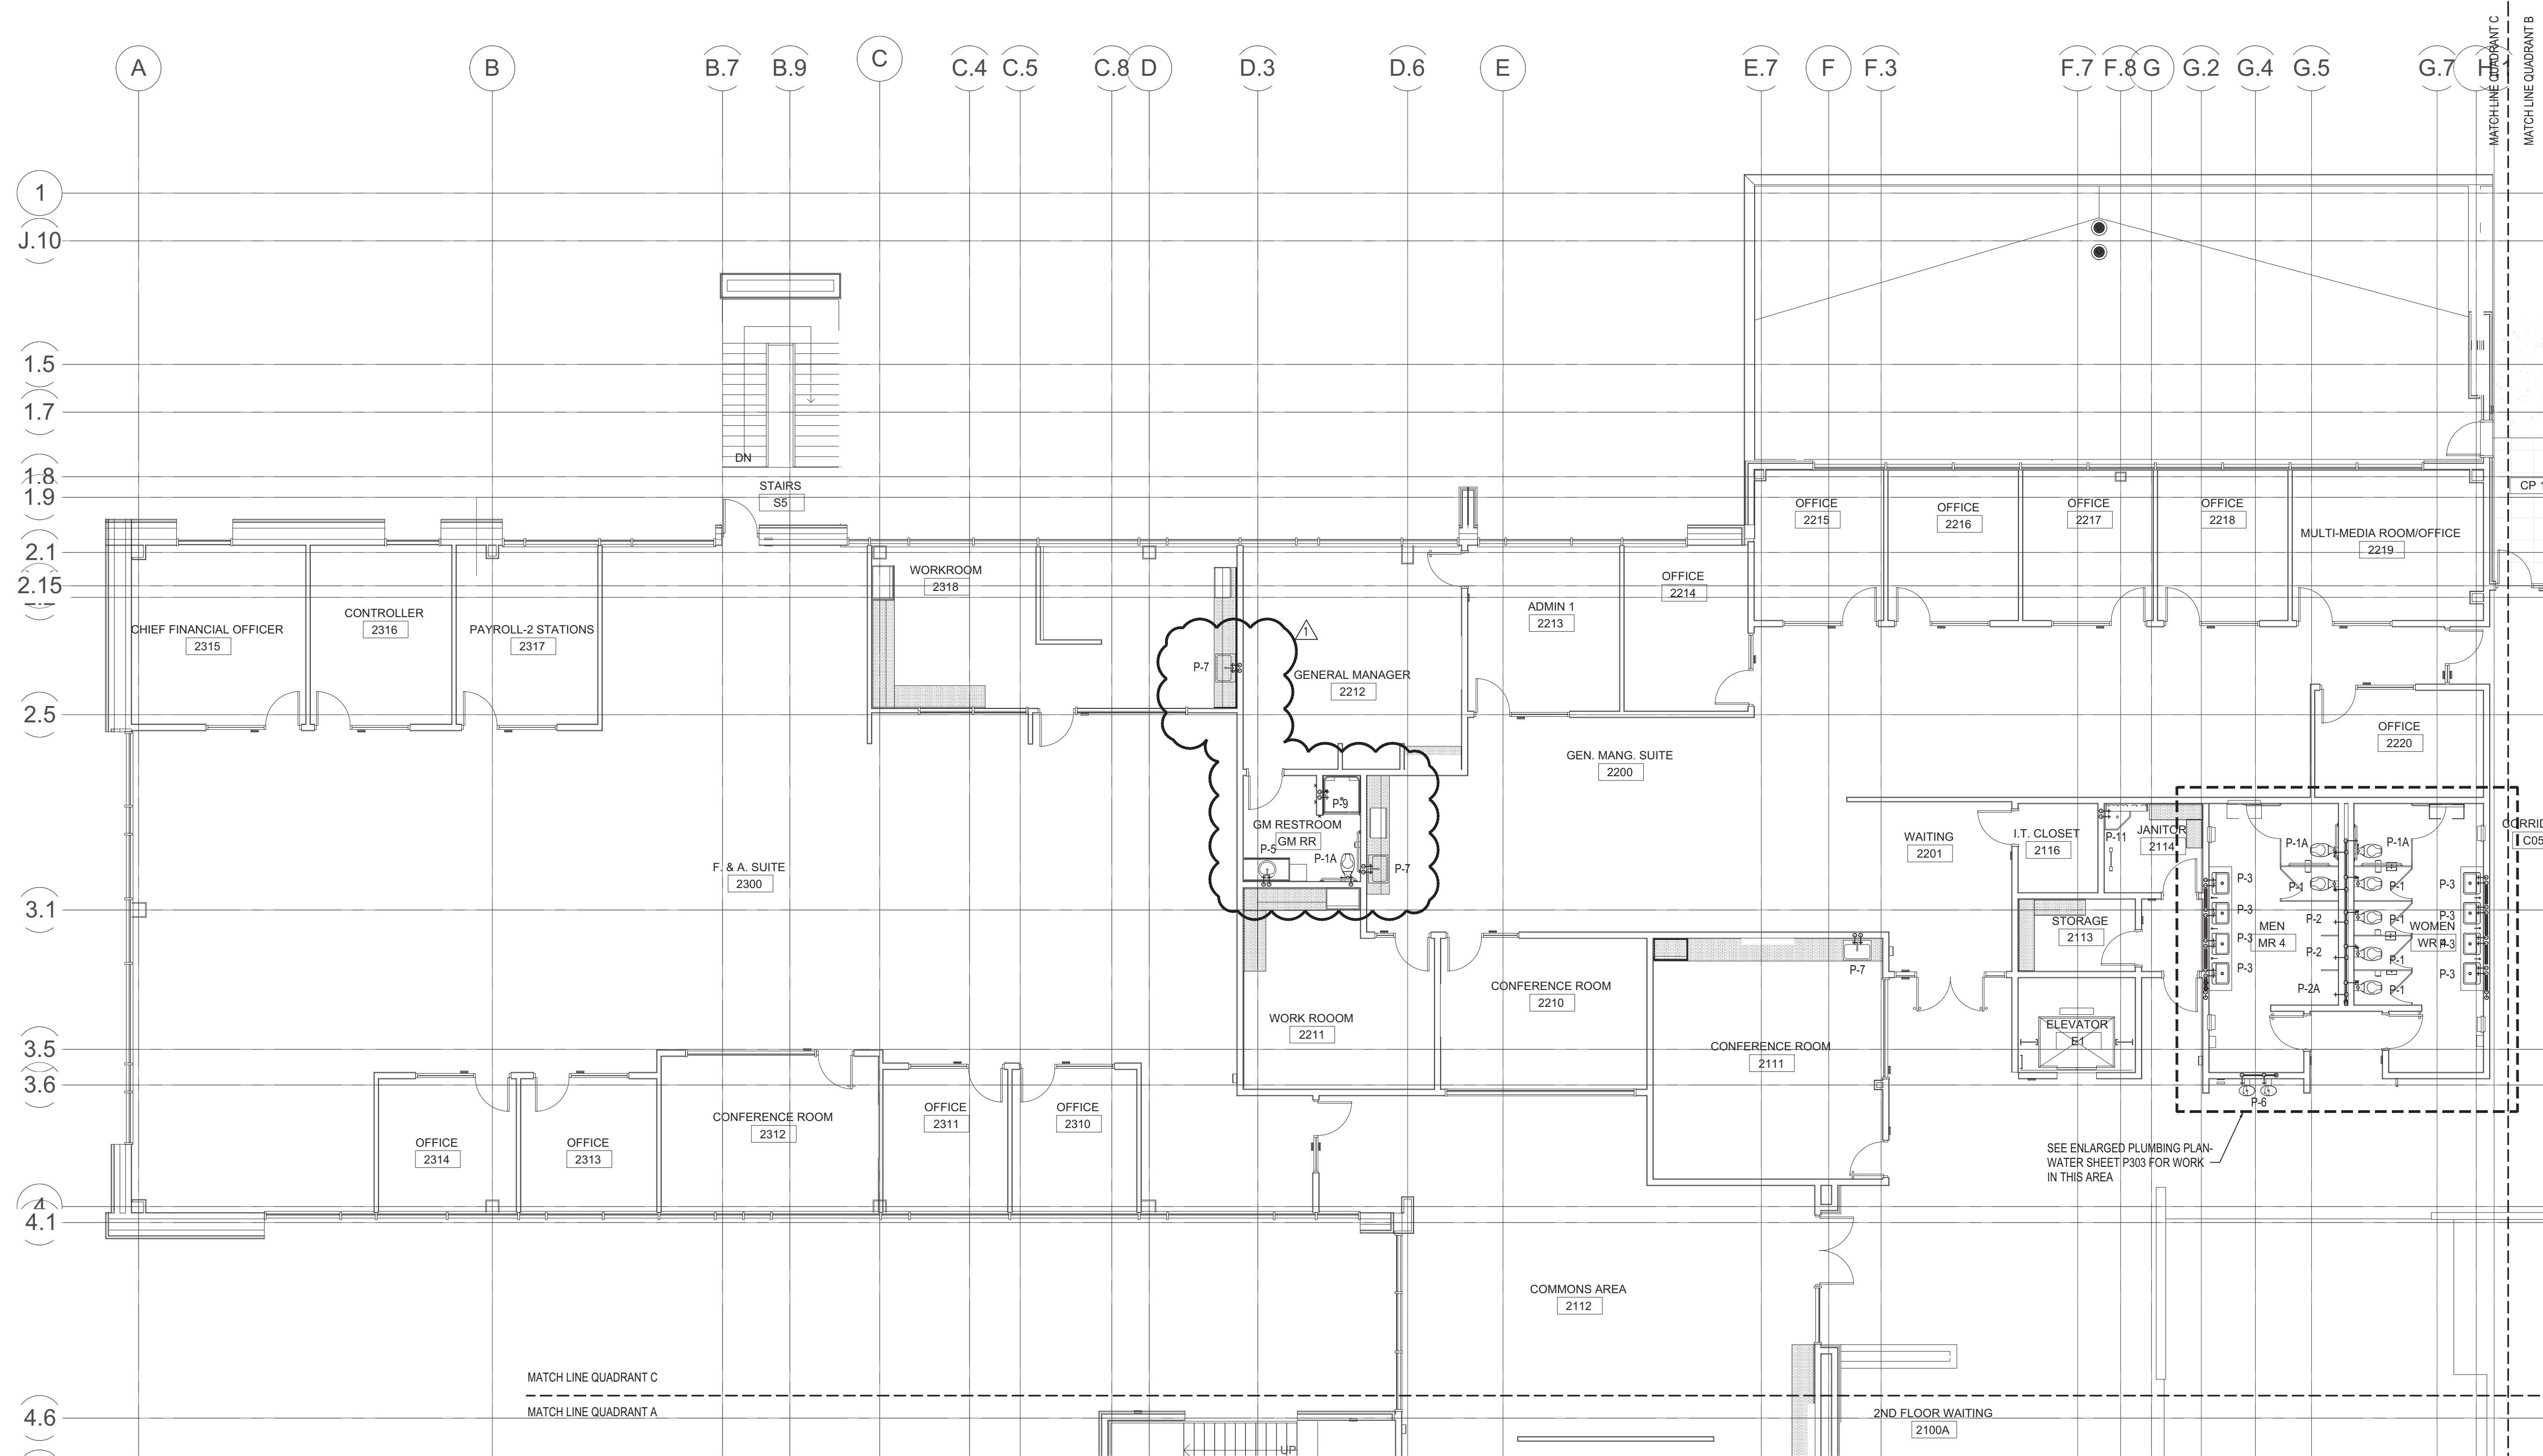 MATCH LINE QUADRANT C
MATCH LINE QUADRANT B
A
B
B.7
B.9
C
C.4
C.5
C.8
D
D.3
D.6
E
E.7
F
F.3
F.7
F.8
G
G.2
G.4
G.5
G.7
H
1
J.10
1.5
1.7
1.8
1.9
2.1
2.15
2.5
3.1
3.5
3.6
4
4.1
4.6
DN
STAIRS
S5
CP 1
OFFICE
2215
OFFICE
2216
OFFICE
2217
OFFICE
2218
MULTI-MEDIA ROOM/OFFICE
2219
WORKROOM
2318
OFFICE
2214
ADMIN 1
2213
CHIEF FINANCIAL OFFICER
2315
CONTROLLER
2316
PAYROLL-2 STATIONS
2317
1
P-7
GENERAL MANAGER
2212
OFFICE
2220
GEN. MANG. SUITE
2200
P-9
GM RESTROOM
GM RR
P-5
P-1A
P-7
F. & A. SUITE
2300
WAITING
2201
I.T. CLOSET
2116
P-11
JANITOR
2114
P-1A
P-1A
CORRID
C05
P-3
P-1
P-1
P-3
P-3
P-2
P-1
P-3
STORAGE
2113
MEN
MR 4
WOMEN
WR 4
P-3
P-2
P-1
P-3
P-3
P-2A
P-1
P-3
P-7
CONFERENCE ROOM
2210
WORK ROOOM
2211
CONFERENCE ROOM
2111
ELEVATOR
E1
P-6
OFFICE
2314
OFFICE
2313
CONFERENCE ROOM
2312
OFFICE
2311
OFFICE
2310
SEE ENLARGED PLUMBING PLAN-
WATER SHEET P303 FOR WORK
IN THIS AREA
COMMONS AREA
2112
MATCH LINE QUADRANT C
MATCH LINE QUADRANT A
2ND FLOOR WAITING
2100A
UP